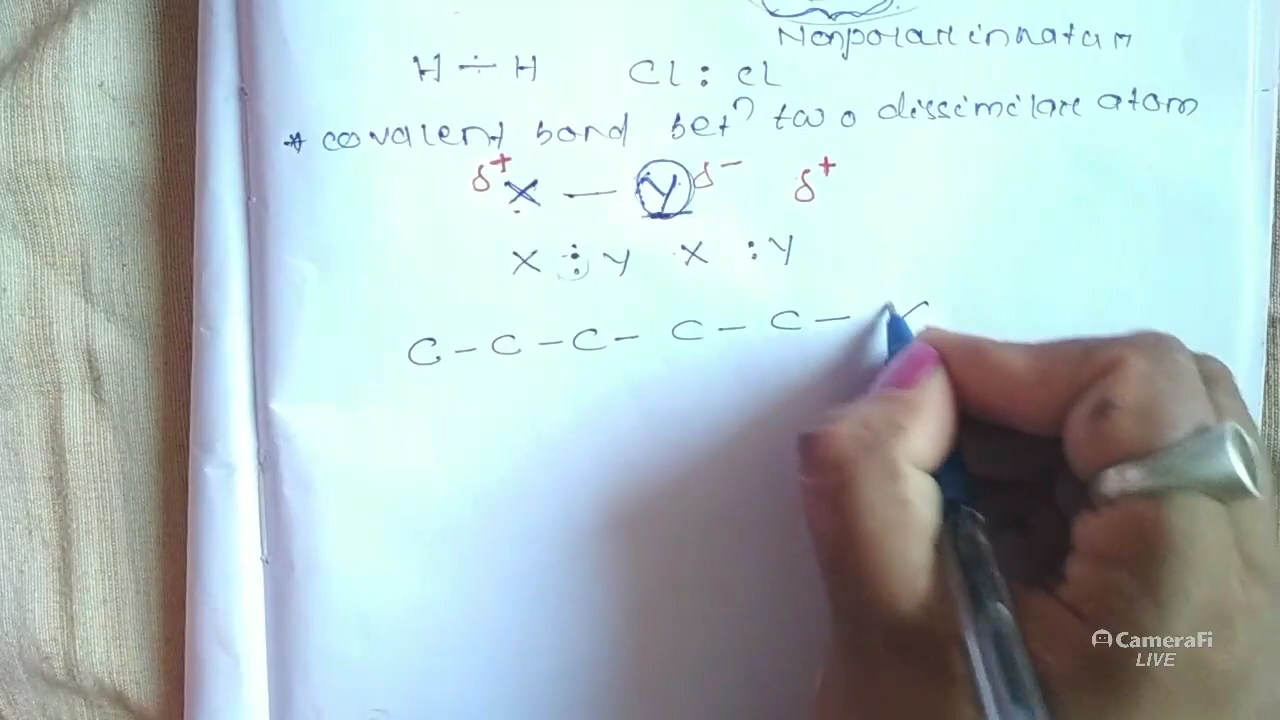 Nonpolar in nature
H ÷ H Cl : Cl
* covalent bond betⁿ two dissimilar atom
δ+ X — Y δ- δ+
X : Y X : Y
C - C - C - C - C -
CameraFi
LIVE